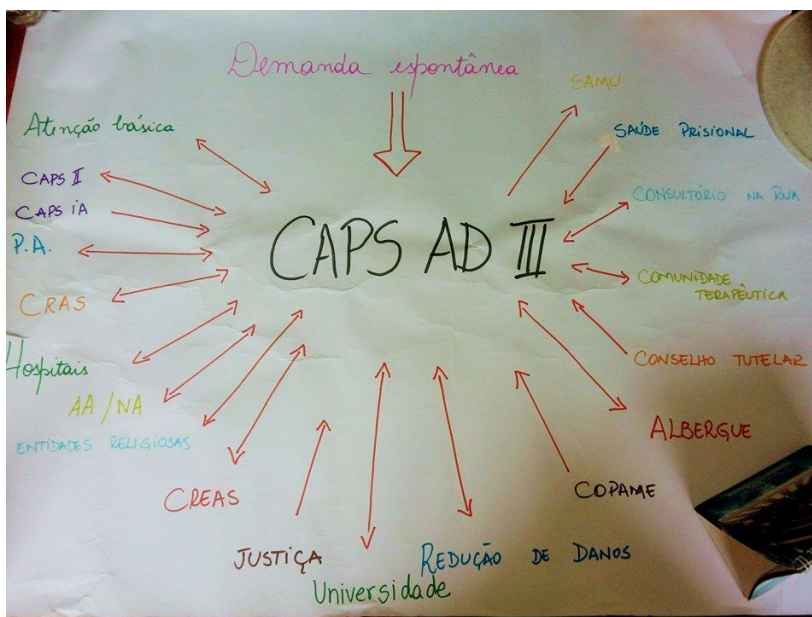 Demanda espontânea
SAMU
Atenção básica
SAÚDE PRISIONAL
CAPS II
CONSULTÓRIO NA RUA
CAPS iA
P.A.
CAPS AD III
COMUNIDADE
TERAPÊUTICA
CRAS
CONSELHO TUTELAR
Hospitais
AA/NA
ALBERGUE
ENTIDADES RELIGIOSAS
CREAS
COPAME
JUSTIÇA
REDUÇÃO DE DANOS
Universidade